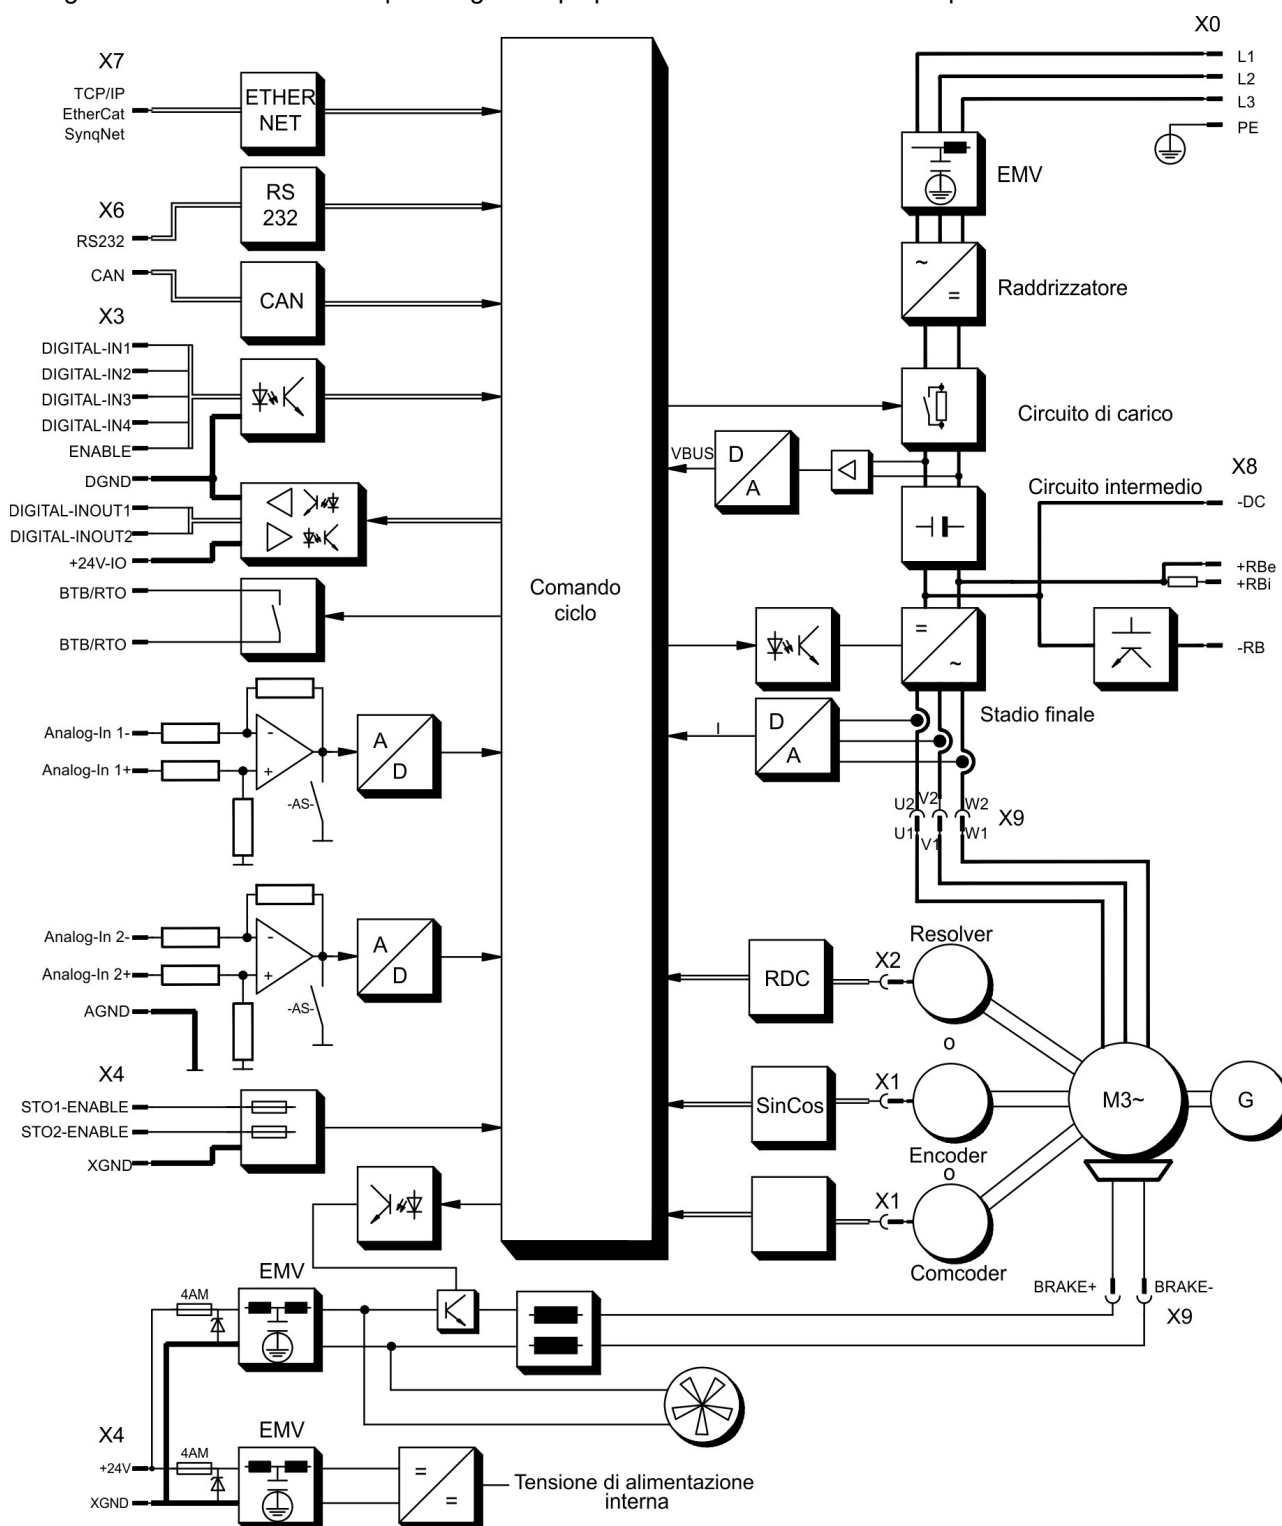 X7
TCP/IP
EtherCat
SynqNet
ETHER
NET
X6
RS232
RS
232
CAN
CAN
X3
DIGITAL-IN1
DIGITAL-IN2
DIGITAL-IN3
DIGITAL-IN4
ENABLE
DGND
DIGITAL-INOUT1
DIGITAL-INOUT2
+24V-IO
BTB/RTO
BTB/RTO
Analog-In 1-
Analog-In 1+
-
+
-AS-
A
D
Analog-In 2-
Analog-In 2+
-
+
-AS-
A
D
AGND
X4
STO1-ENABLE
STO2-ENABLE
XGND
EMV
4AM
X4
EMV
4AM
+24V
XGND
=
=
Tensione di alimentazione
interna
Comando
ciclo
X0
L1
L2
L3
PE
EMV
~
=
Raddrizzatore
Circuito di carico
VBUS
D
A
X8
Circuito intermedio
-DC
+RBe
+RBi
-RB
=
~
Stadio finale
I
D
A
U2
V2
W2
X9
U1
V1
W1
Resolver
RDC
X2
o
SinCos
X1
Encoder
o
X1
Comcoder
M3~
G
BRAKE+
BRAKE-
X9